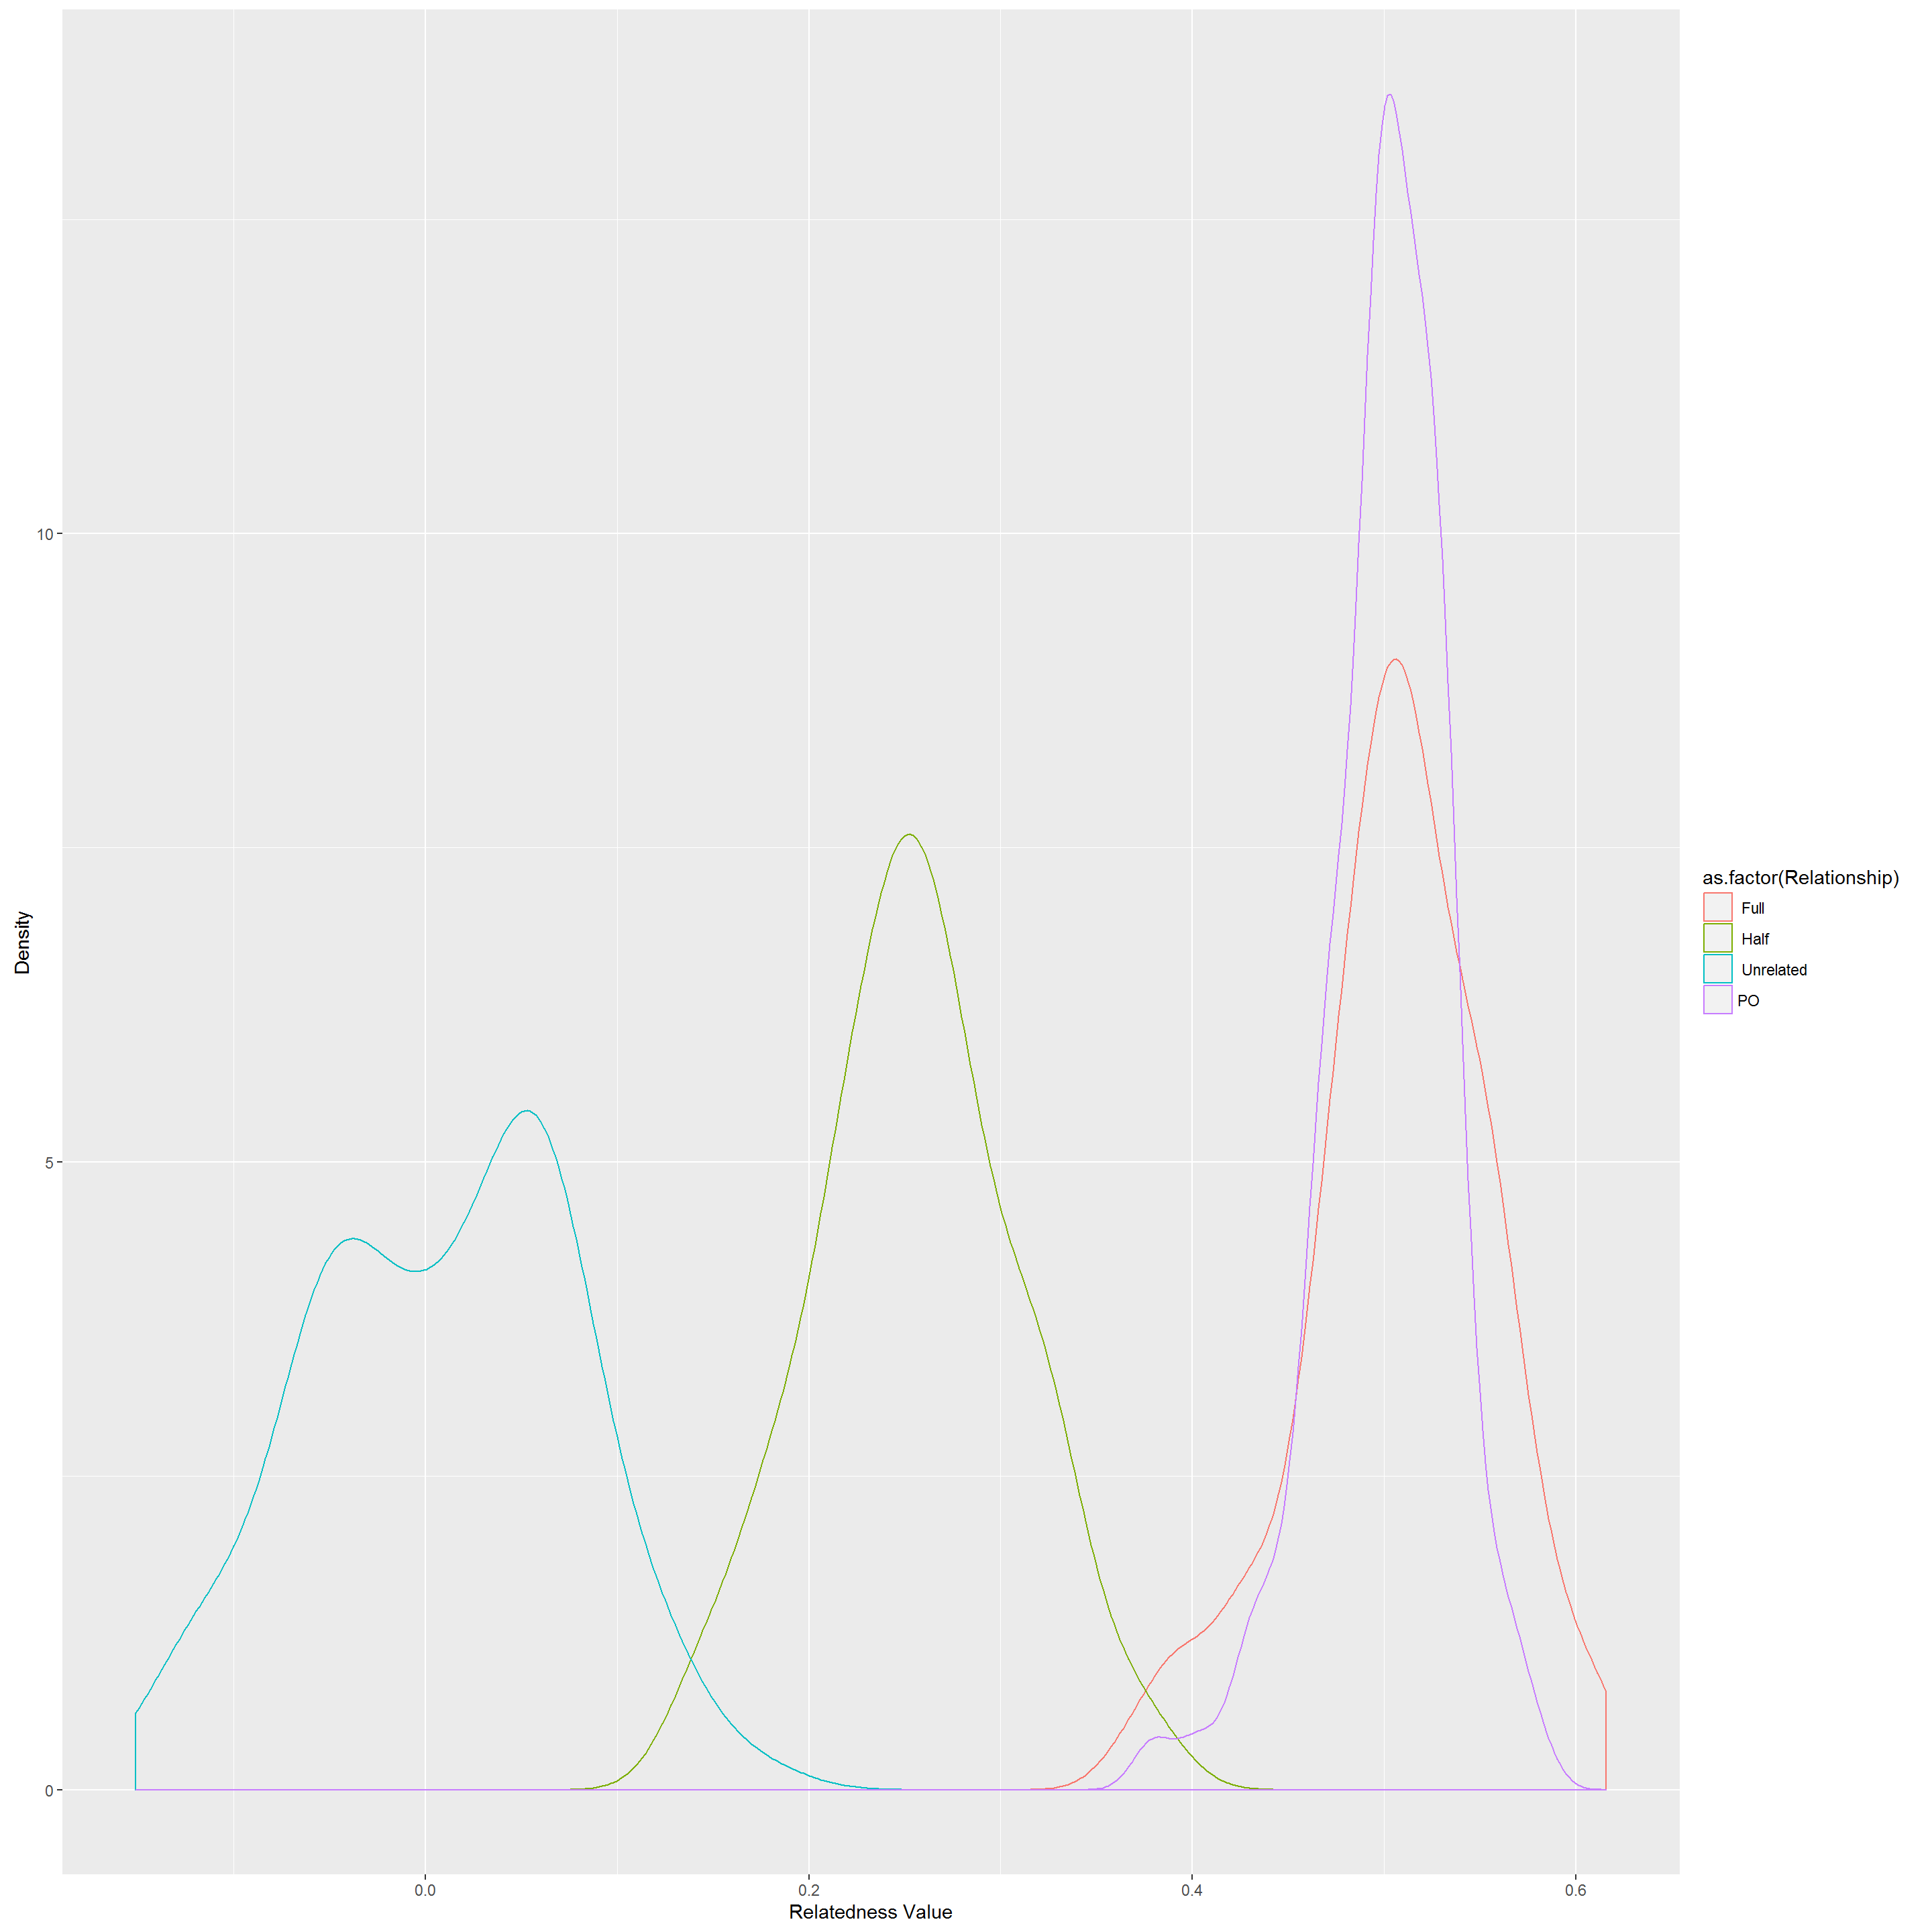 10
5
0
Density
0.0 0.2 0.4 0.6
Relatedness Value
as.factor(Relationship)
Full
Half
Unrelated
PO